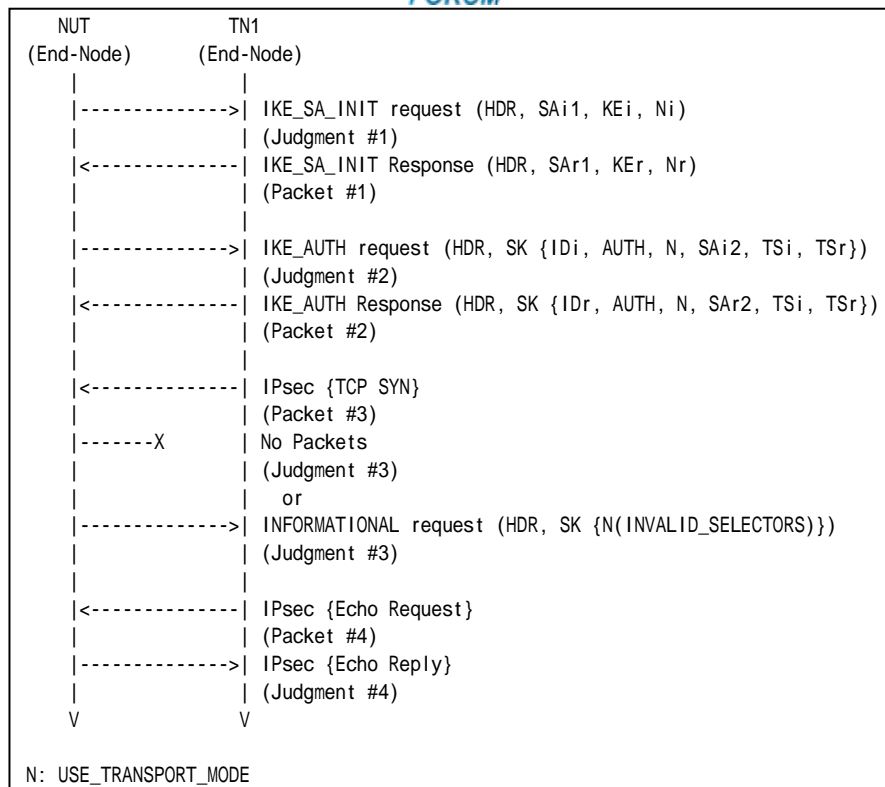 FORUM
NUT TN1
(End-Node) (End-Node)
| |
|-------------->| IKE_SA_INIT request (HDR, SAi1, KEi, Ni)
| | (Judgment #1)
|<--------------| IKE_SA_INIT Response (HDR, SAr1, KEr, Nr)
| | (Packet #1)
| |
|-------------->| IKE_AUTH request (HDR, SK {IDi, AUTH, N, SAi2, TSi, TSr})
| | (Judgment #2)
|<--------------| IKE_AUTH Response (HDR, SK {IDr, AUTH, N, SAr2, TSi, TSr})
| | (Packet #2)
| |
|<--------------| IPsec {TCP SYN}
| | (Packet #3)
|-------X | No Packets
| | (Judgment #3)
| | or
|-------------->| INFORMATIONAL request (HDR, SK {N(INVALID_SELECTORS)})
| | (Judgment #3)
| |
|<--------------| IPsec {Echo Request}
| | (Packet #4)
|-------------->| IPsec {Echo Reply}
| | (Judgment #4)
V V
N: USE_TRANSPORT_MODE